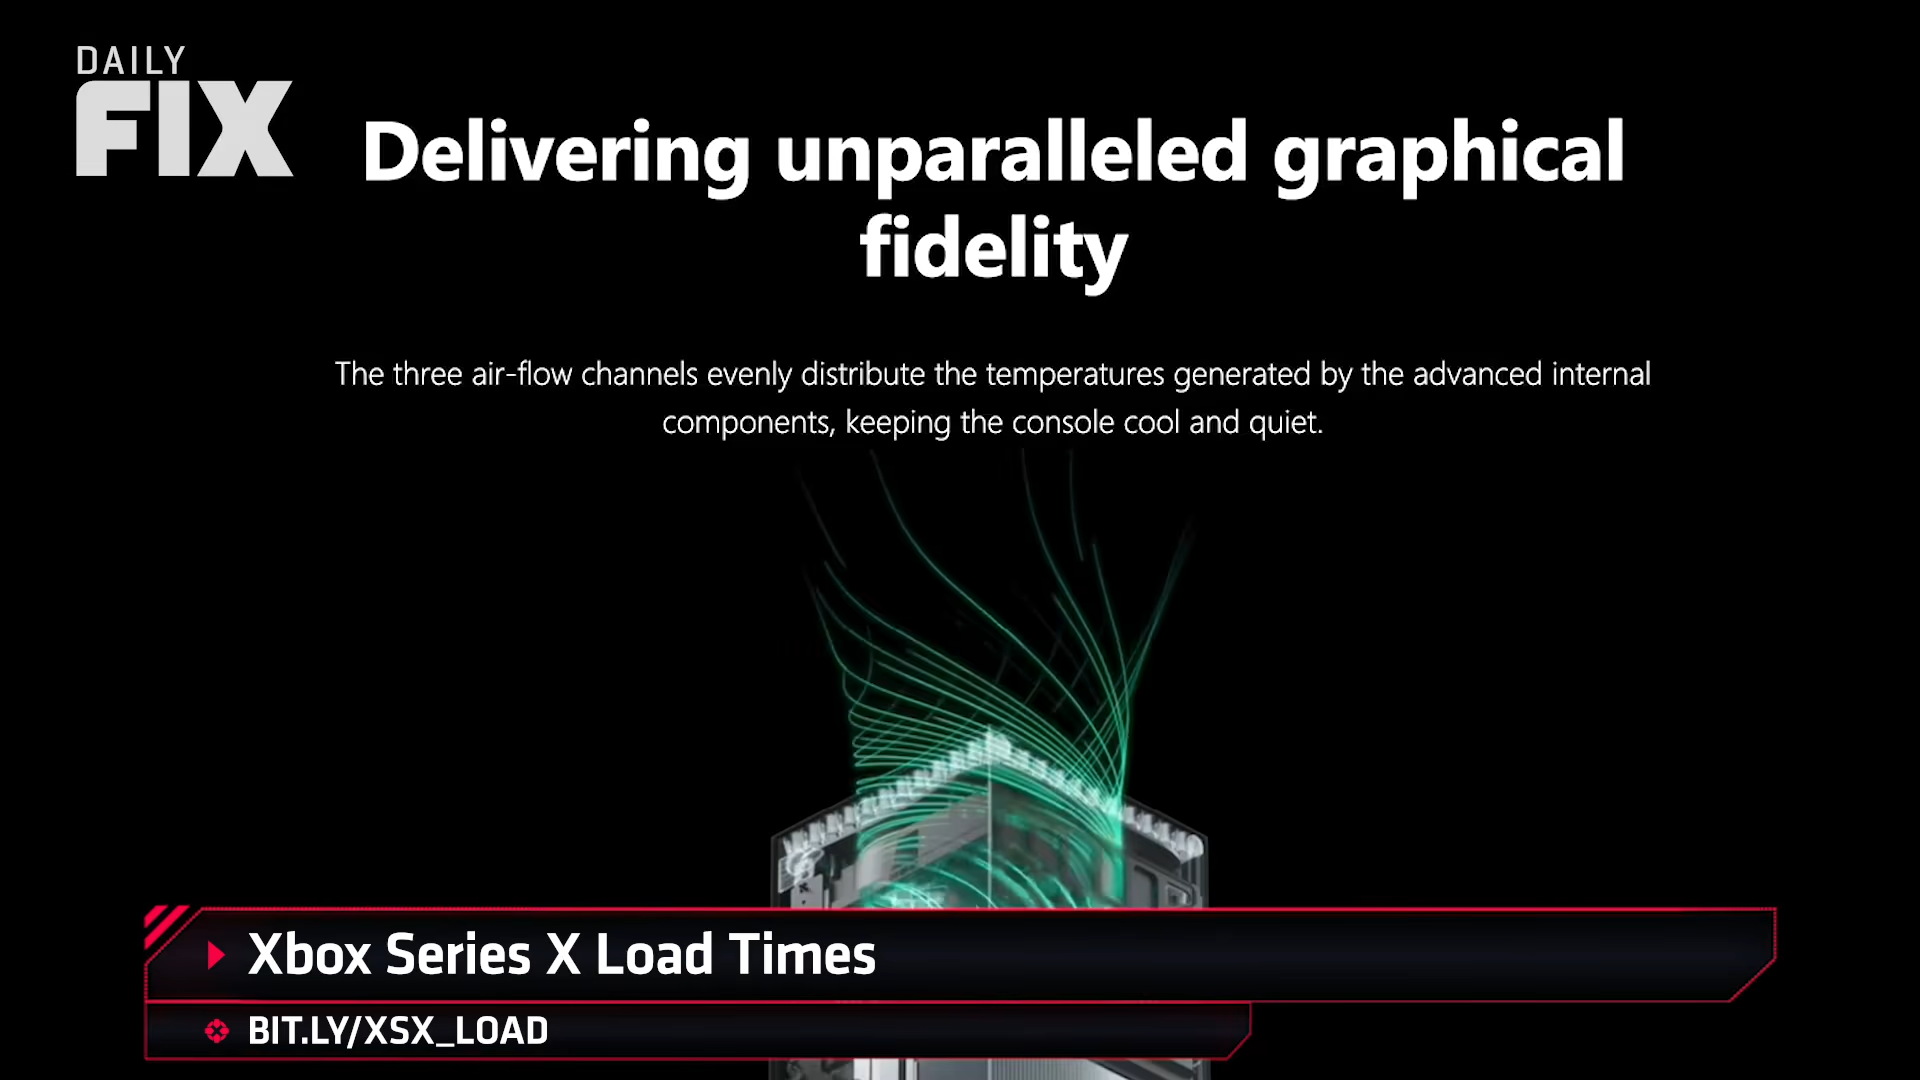 DAILY
FIX
Delivering unparalleled graphical
fidelity
The three air-flow channels evenly distribute the temperatures generated by the advanced internal
components, keeping the console cool and quiet.
Xbox Series X Load Times
BIT.LY/XSX_LOAD